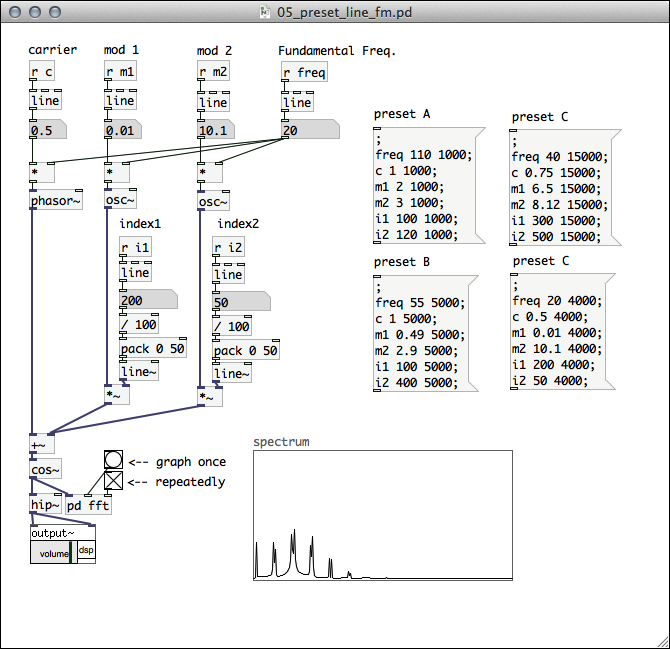 05_preset_line_fm.pd
carrier
mod 1
mod 2
Fundamental Freq.
r c
r m1
r m2
r freq
line
line
line
line
0.5
0.01
10.1
20
*
*
*
phasor~
osc~
osc~
index1
index2
r i1
r i2
line
line
200
50
/ 100
/ 100
pack 0 50
pack 0 50
line~
line~
*~
*~
+~
cos~
hip~
pd fft
<-- graph once
<-- repeatedly
output~
volume
dsp
preset A
;
freq 110 1000;
c 1 1000;
m1 2 1000;
m2 3 1000;
i1 100 1000;
i2 120 1000;
preset C
;
freq 40 15000;
c 0.75 15000;
m1 6.5 15000;
m2 8.12 15000;
i1 300 15000;
i2 500 15000;
preset B
;
freq 55 5000;
c 1 5000;
m1 0.49 5000;
m2 2.9 5000;
i1 100 5000;
i2 400 5000;
preset C
;
freq 20 4000;
c 0.5 4000;
m1 0.01 4000;
m2 10.1 4000;
i1 200 4000;
i2 50 4000;
spectrum